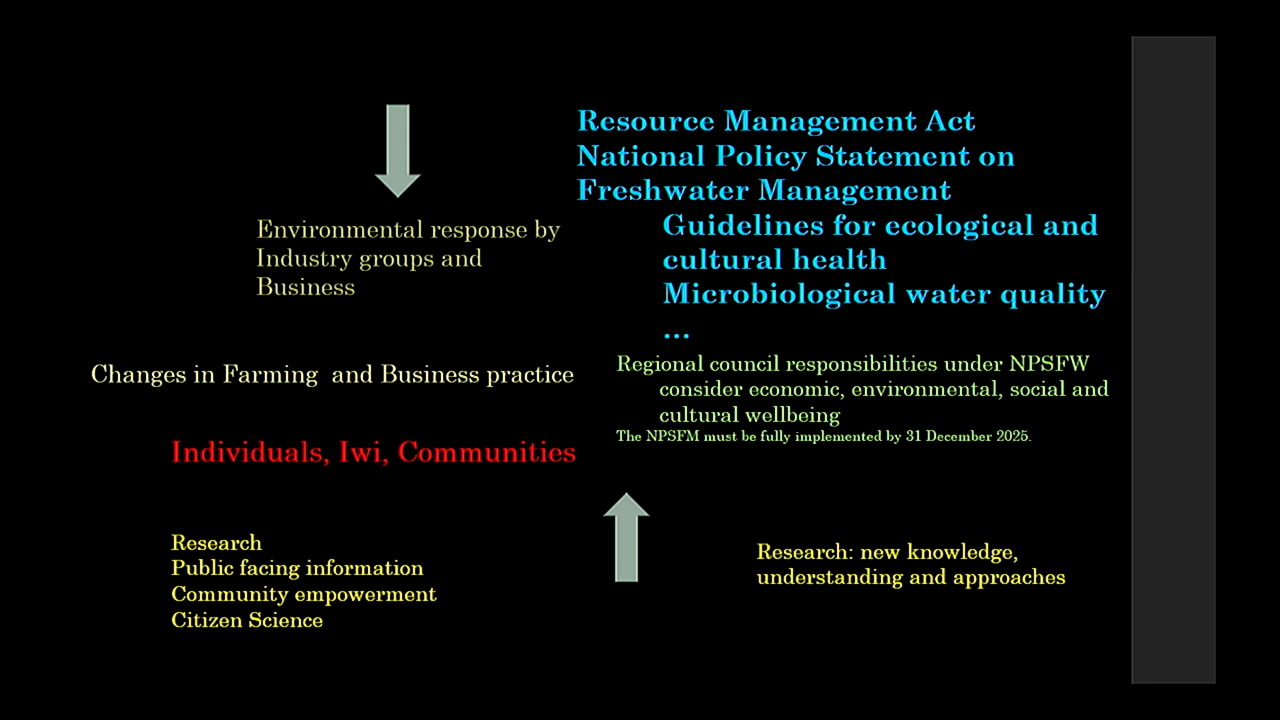 Resource Management Act
National Policy Statement on
Freshwater Management
Guidelines for ecological and
cultural health
Microbiological water quality
...
Environmental response by
Industry groups and
Business
Regional council responsibilities under NPSFW
consider economic, environmental, social and
cultural wellbeing
The NPSFM must be fully implemented by 31 December 2025.
Changes in Farming and Business practice
Individuals, Iwi, Communities
Research
Public facing information
Community empowerment
Citizen Science
Research: new knowledge,
understanding and approaches